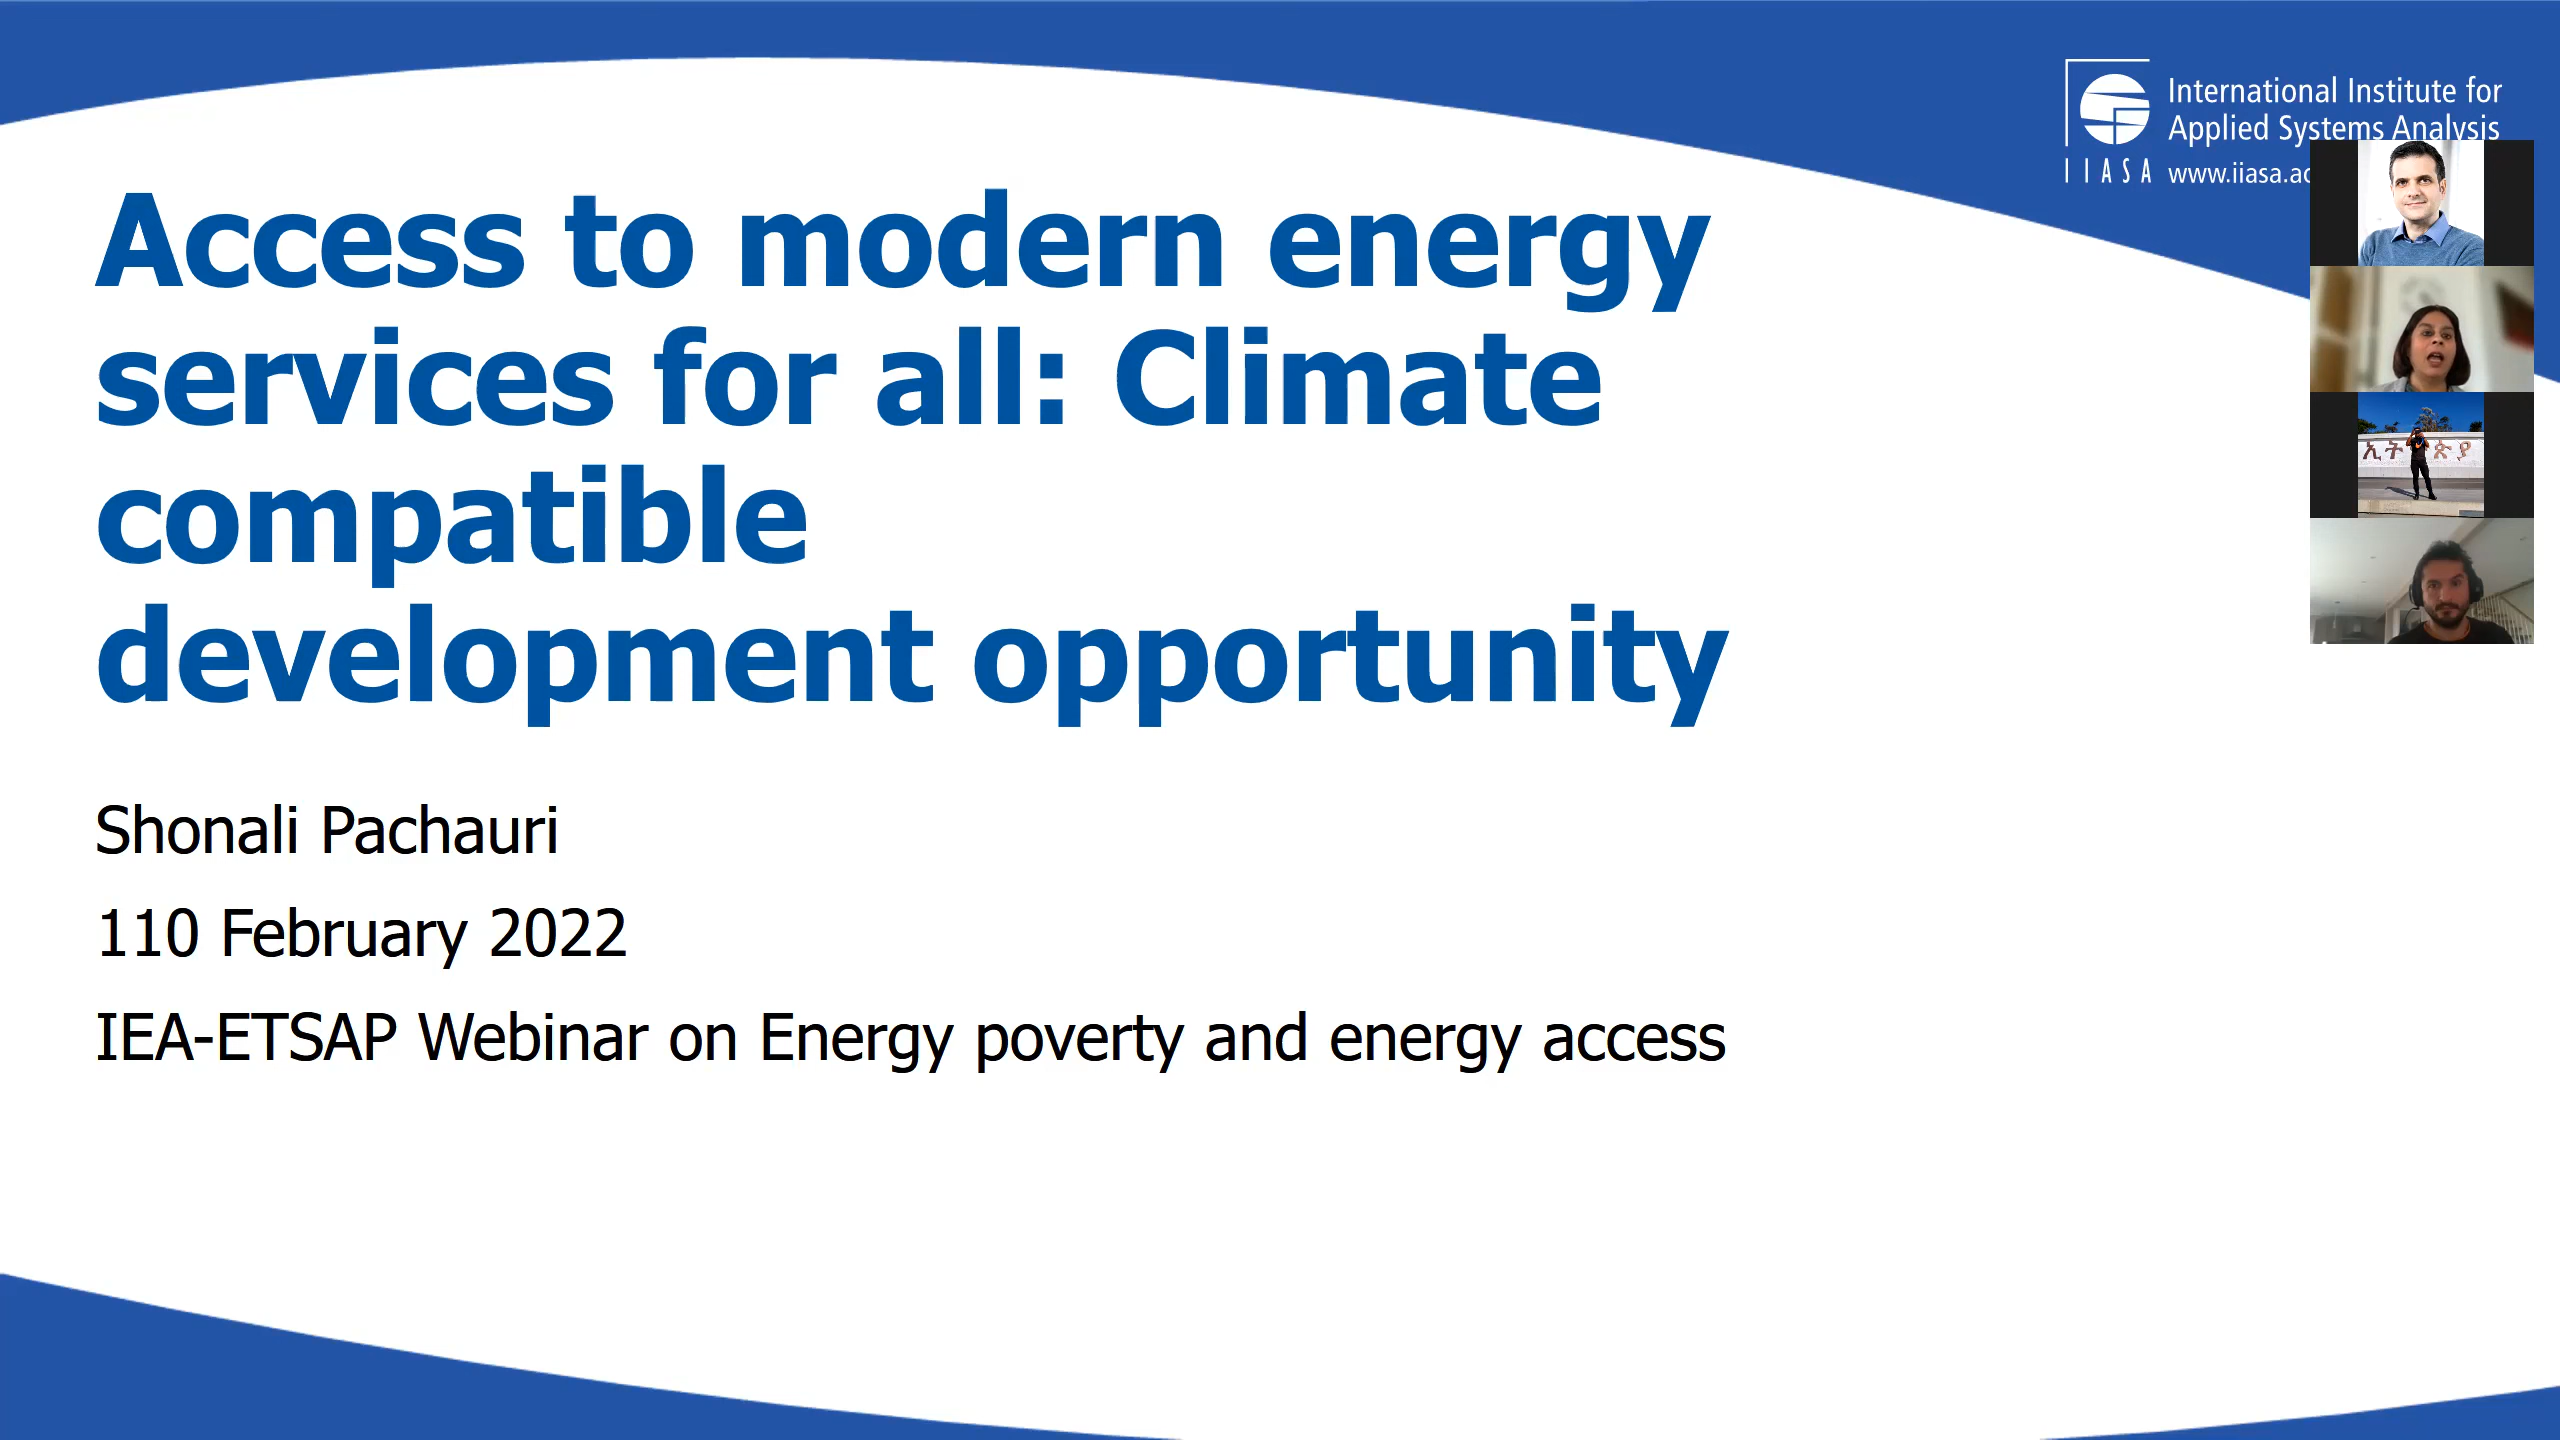 International Institute for
Applied Systems Analysis
IIASA
www.iiasa.ac
Access to modern energy
services for all: Climate
compatible
development opportunity
Shonali Pachauri
110 February 2022
IEA-ETSAP Webinar on Energy poverty and energy access